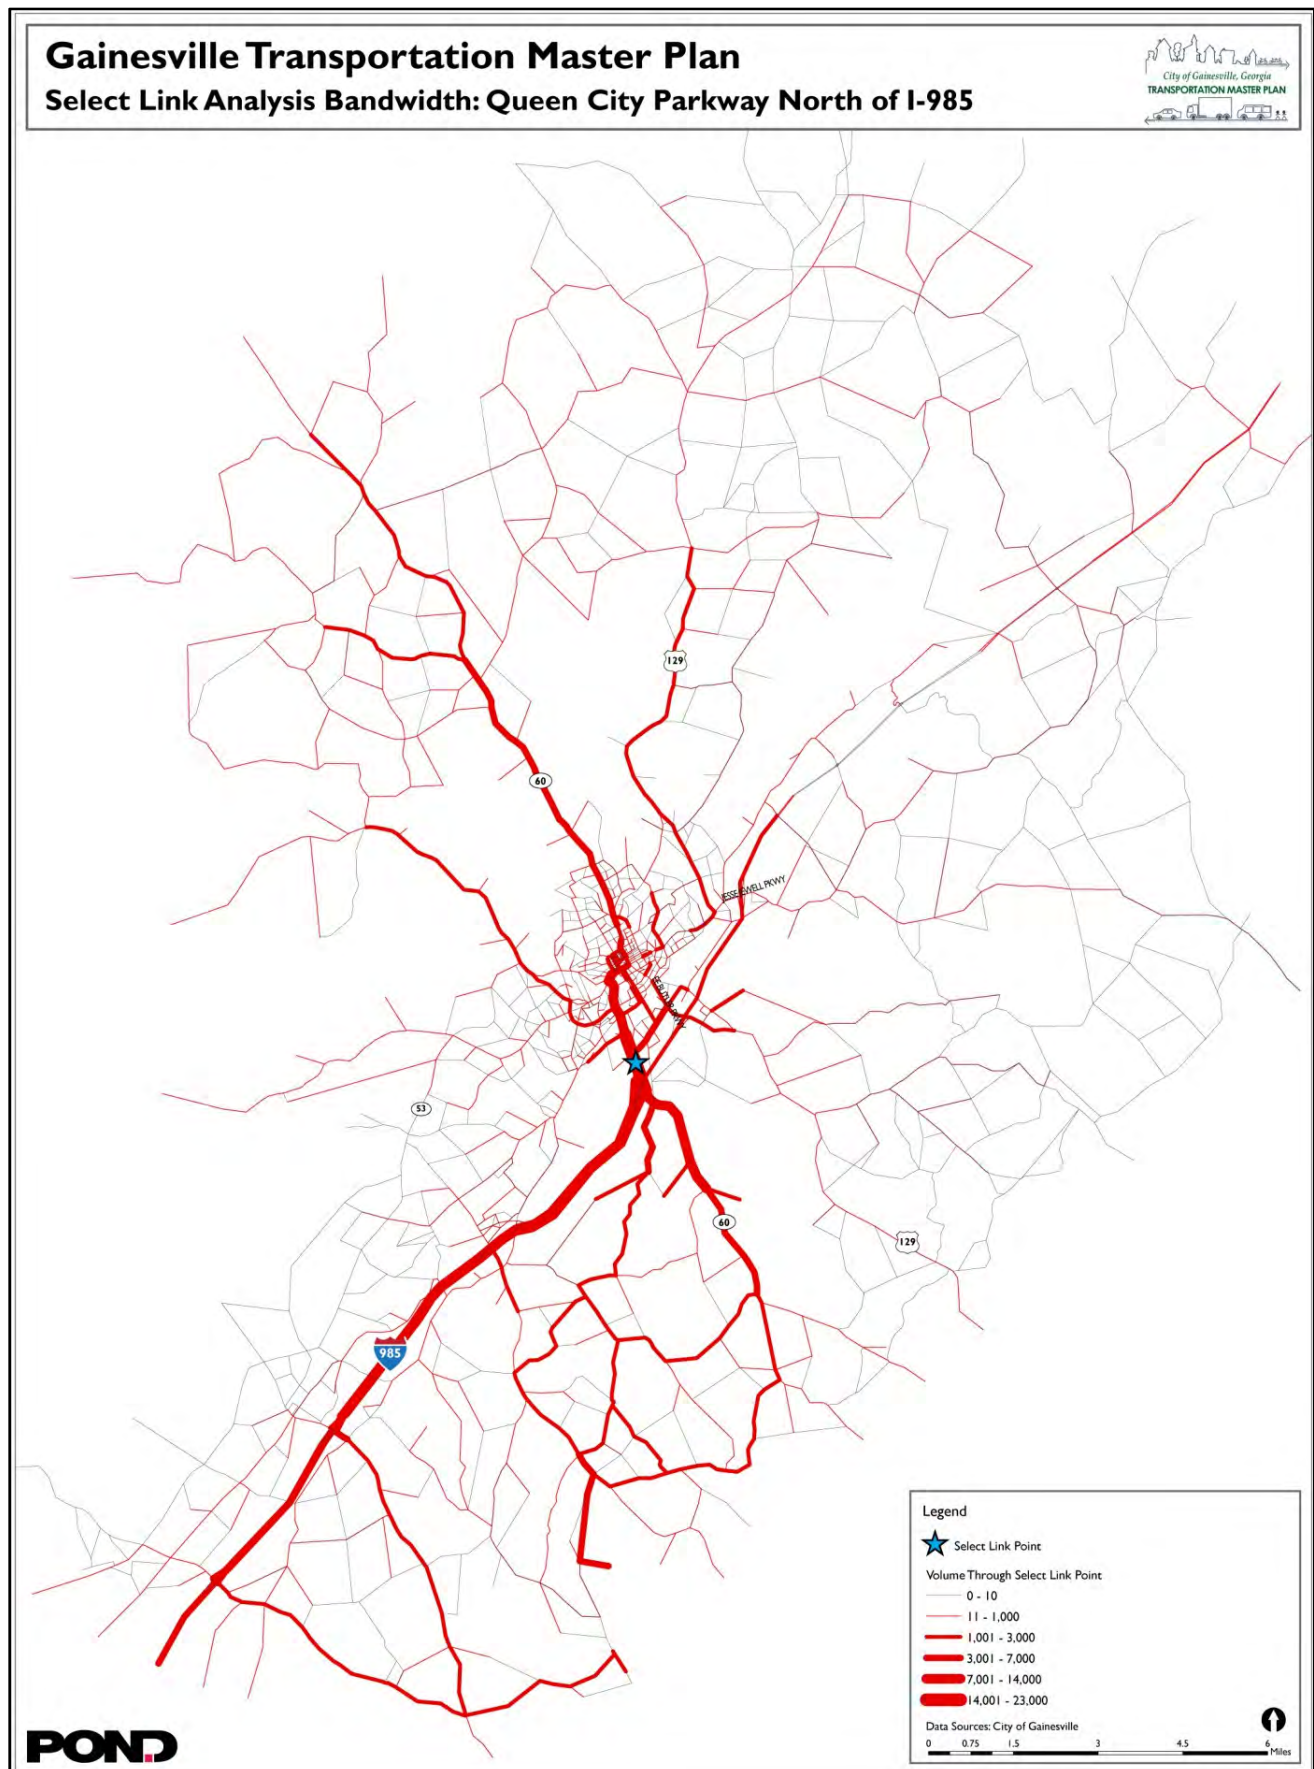 Gainesville Transportation Master Plan
Select Link Analysis Bandwidth: Queen City Parkway North of I-985
City of Gainesville, Georgia
TRANSPORTATION MASTER PLAN
129
60
JESSE JEWELL PKWY
EE BUTLER PKWY
53
60
129
985
Legend
Select Link Point
Volume Through Select Link Point
0 - 10
11 - 1,000
1,001 - 3,000
3,001 - 7,000
7,001 - 14,000
14,001 - 23,000
Data Sources: City of Gainesville
0 0.75 1.5 3 4.5 6
Miles
POND